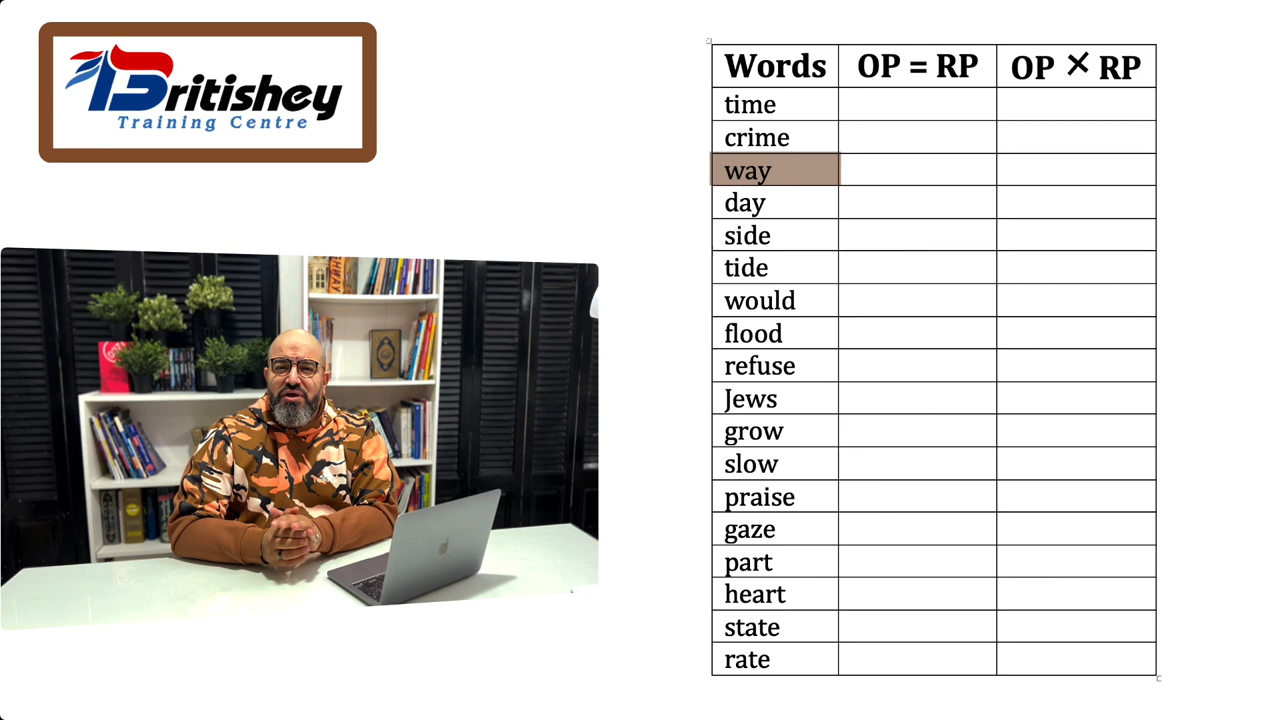 Britishey
Training Centre
Words OP = RP OP × RP
time
crime
way
day
side
tide
would
flood
refuse
Jews
grow
slow
praise
gaze
part
heart
state
rate